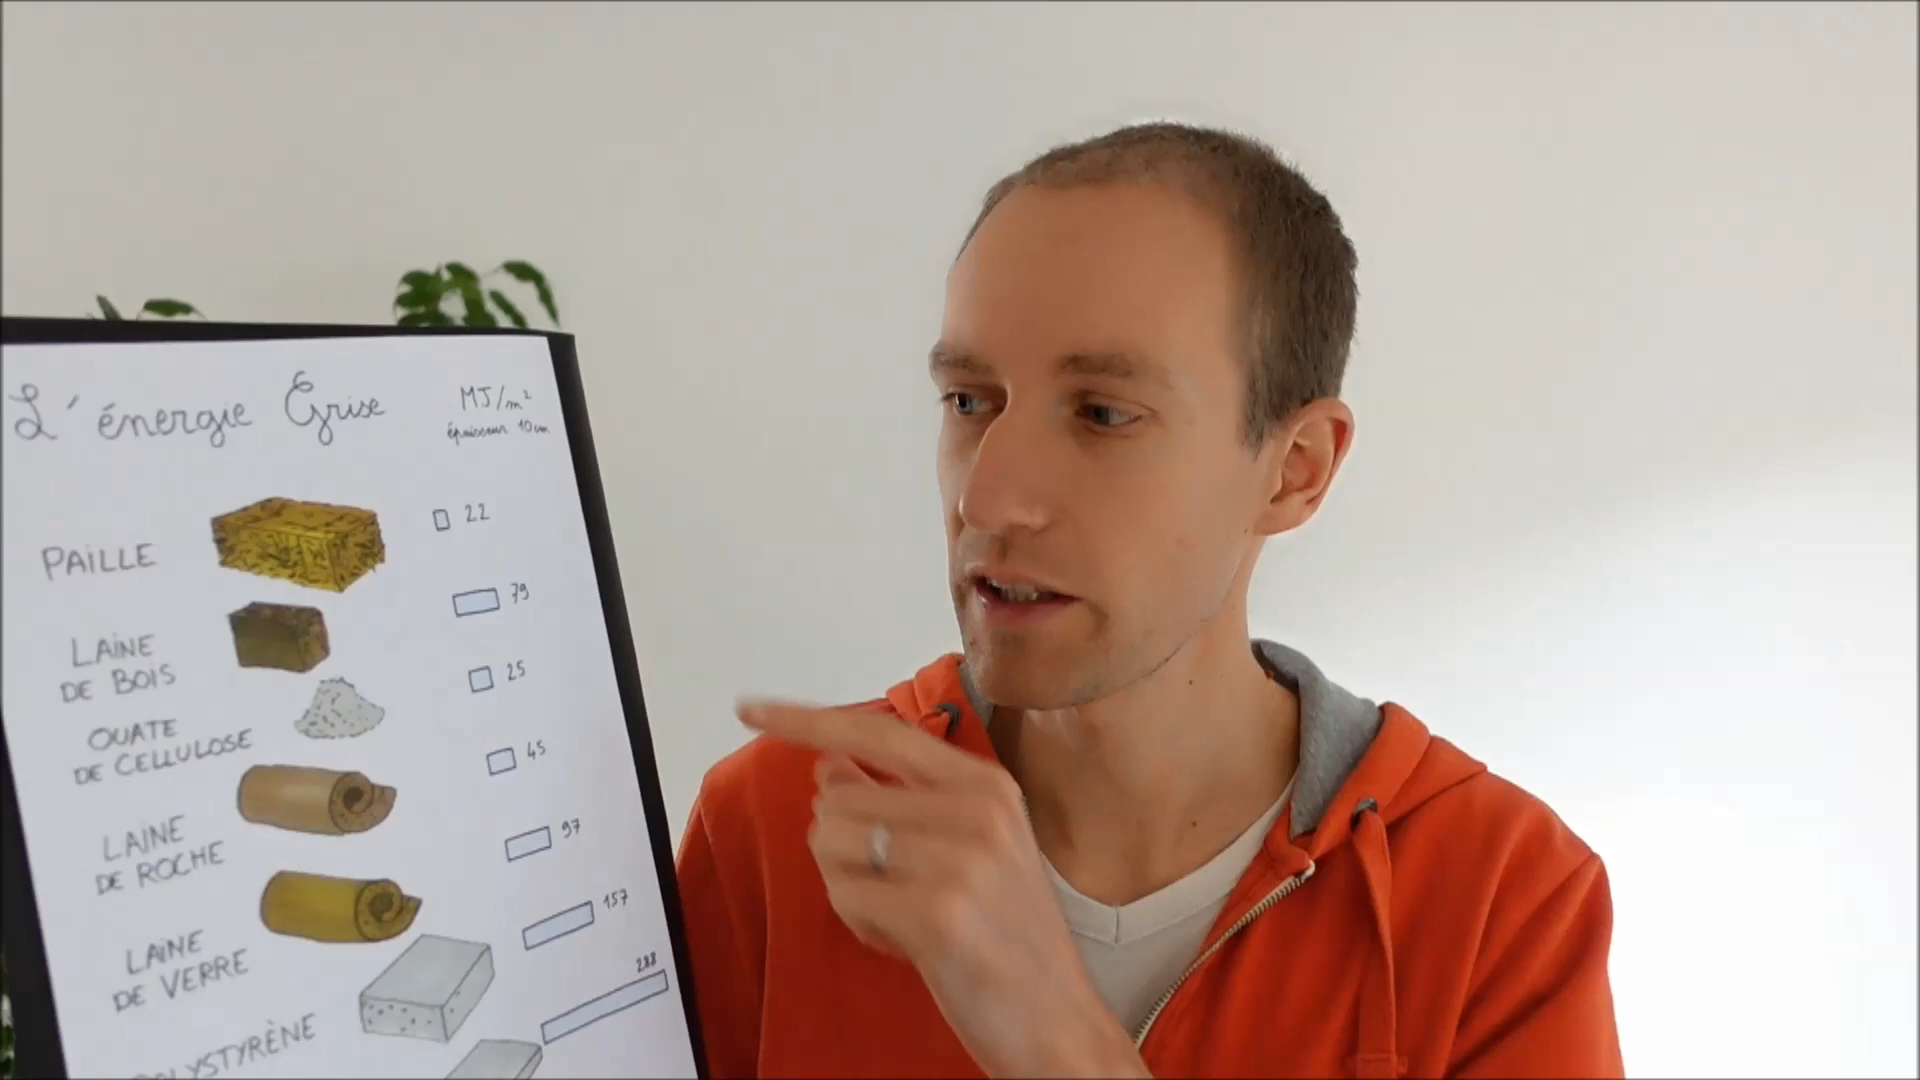 L'énergie Grise
MJ/m²
épaisseur 10cm
PAiLLE
22
LAiNE
DE BOiS
79
OUATE
DE CELLULOSE
25
LAiNE
DE ROCHE
45
LAiNE
DE VERRE
97
POLYSTYRÈNE
157
288